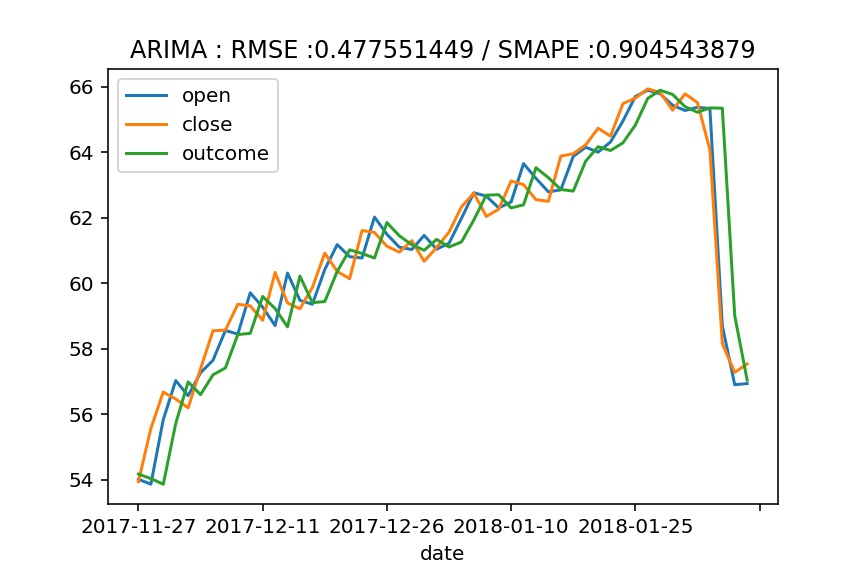 ARIMA : RMSE :0.477551449 / SMAPE :0.904543879
open
close
outcome
66
64
62
60
58
56
54
2017-11-27 2017-12-11 2017-12-26 2018-01-10 2018-01-25
date